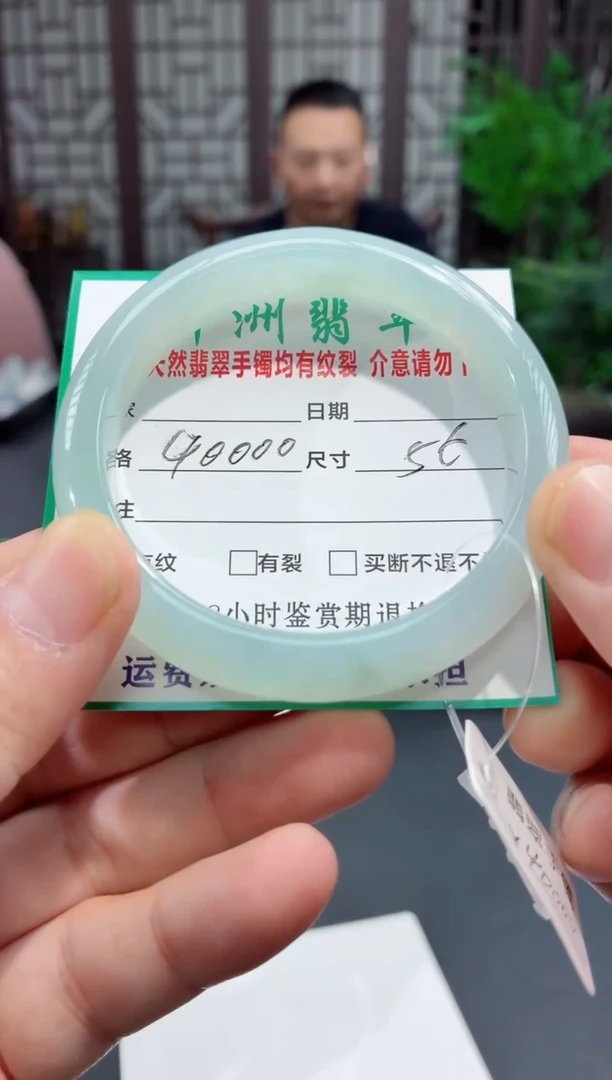 洲翡
天然翡翠手镯均有纹裂 介意请勿
日期
格 40000 尺寸 56
注
纹 □有裂 □买断不退不
小时鉴赏期退
运费